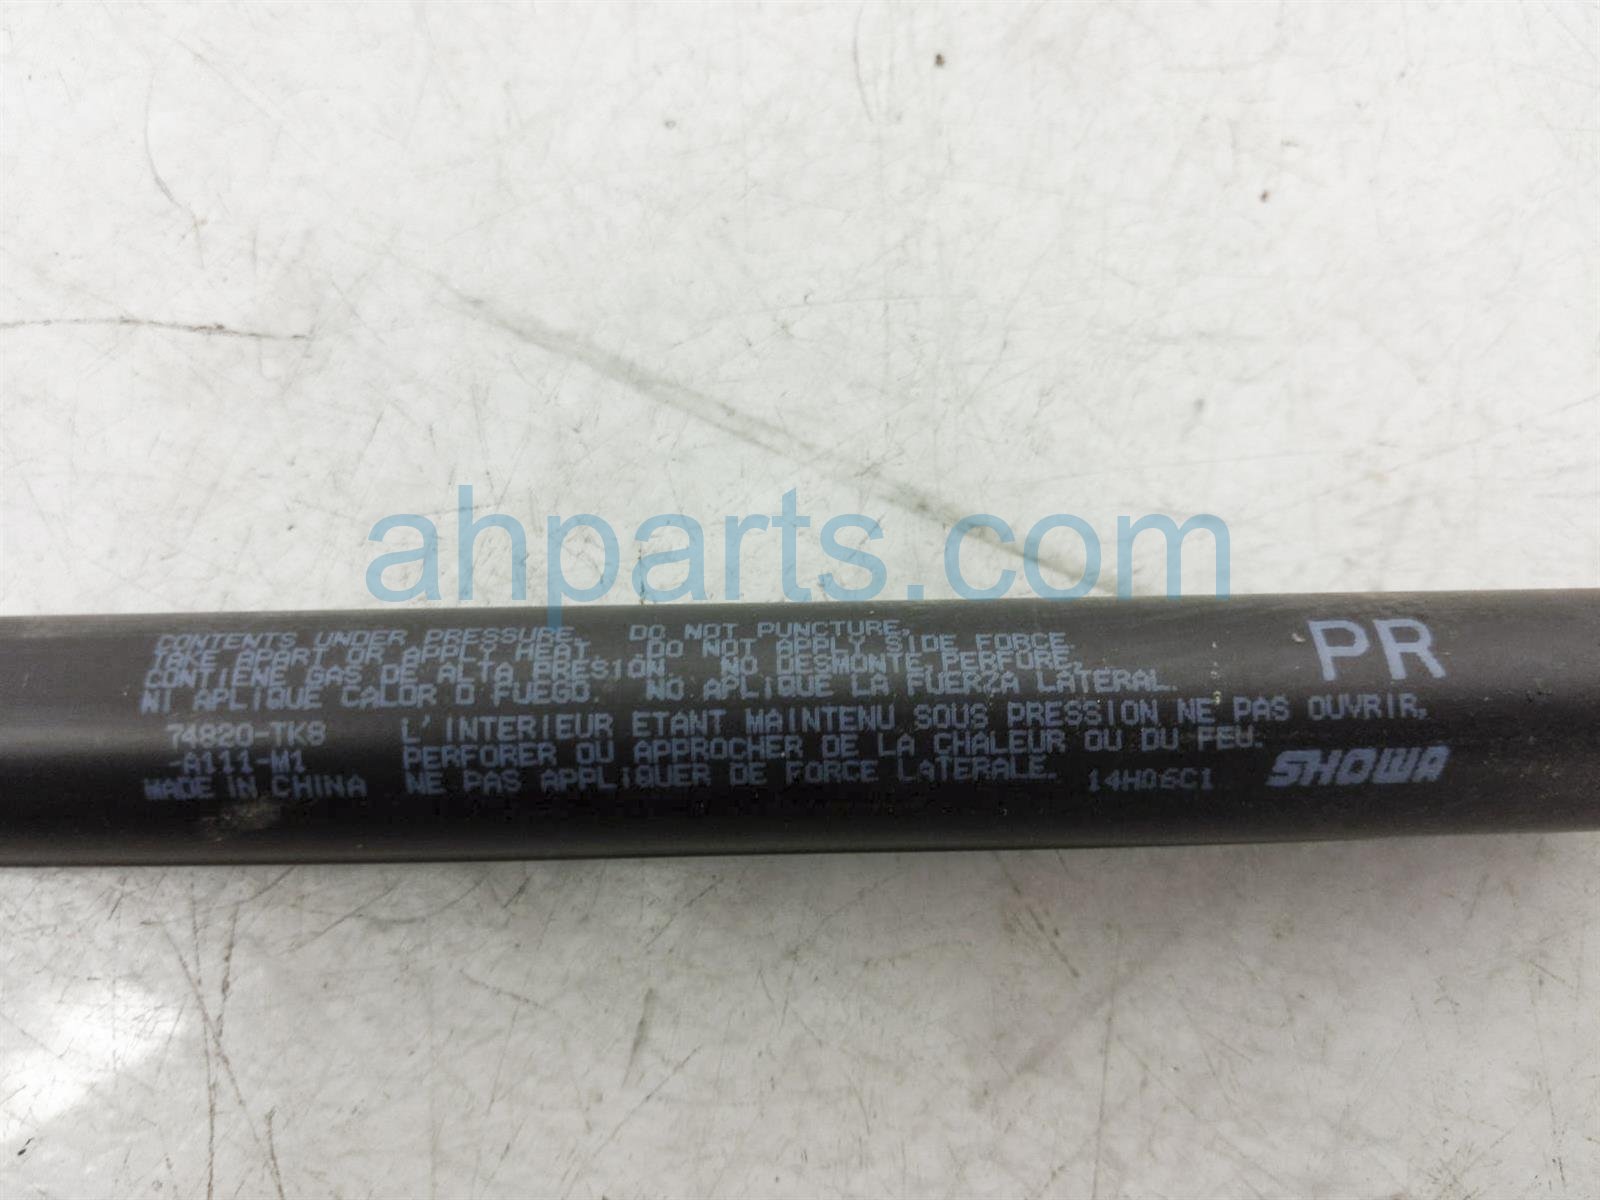 ahparts.com
CONTENTS UNDER PRESSURE. DO NOT PUNCTURE,
TAKE APART OR APPLY HEAT. DO NOT APPLY SIDE FORCE.
CONTIENE GAS DE ALTA PRESION. NO DESMONTE, PERFORE,
NI APLIQUE CALOR O FUEGO. NO APLIQUE LA FUERZA LATERAL.
PR
74820-TK8
-A111-M1
MADE IN CHINA
L'INTERIEUR ETANT MAINTENU SOUS PRESSION NE PAS OUVRIR,
PERFORER OU APPROCHER DE LA CHALEUR OU DU FEU.
NE PAS APPLIQUER DE FORCE LATERALE.
14H06C1
SHOWA